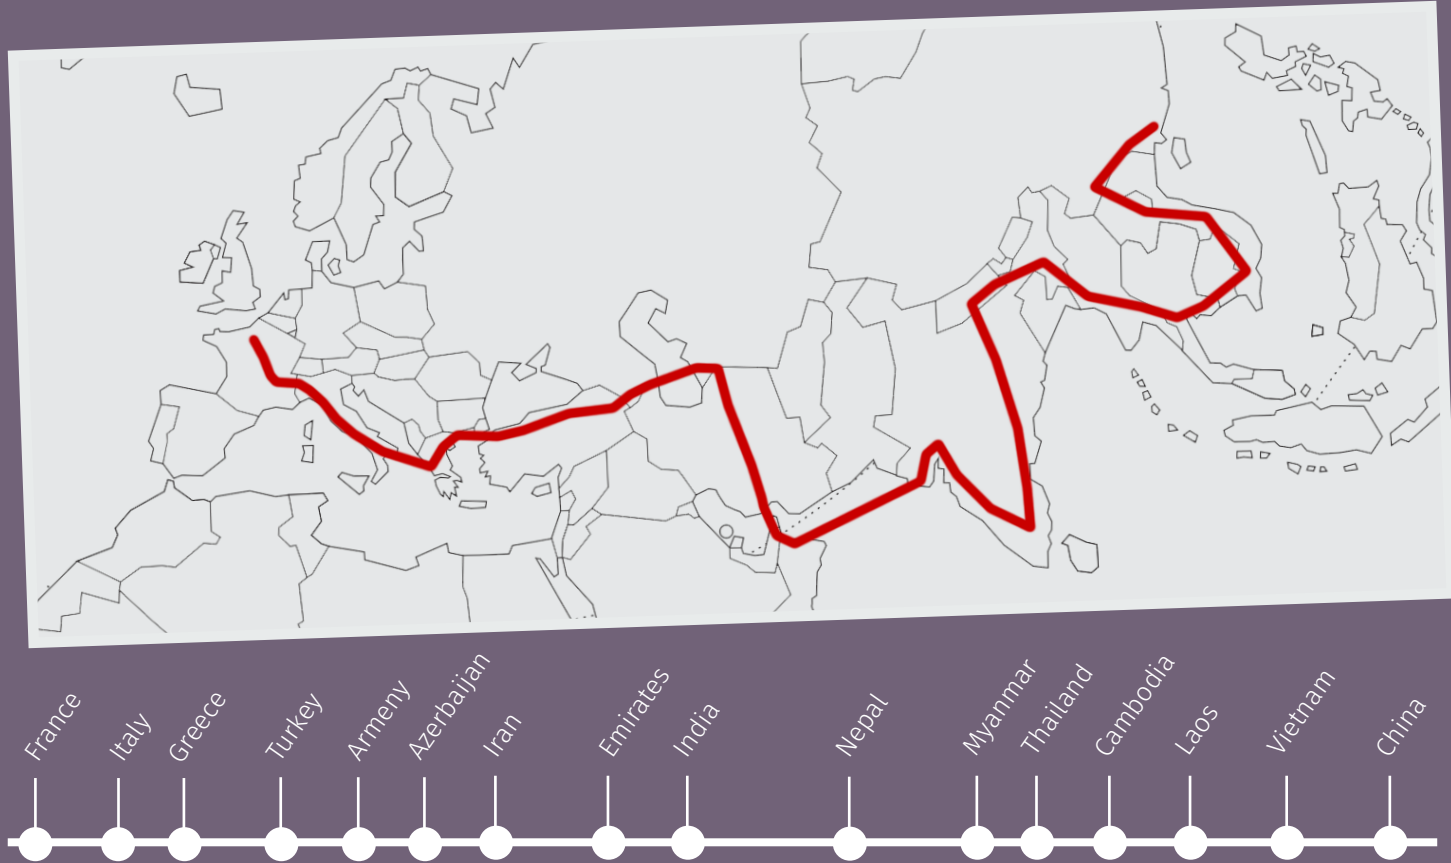 France
Italy
Greece
Turkey
Armeny
Azerbaijan
Iran
Emirates
India
Nepal
Myanmar
Thailand
Cambodia
Laos
Vietnam
China